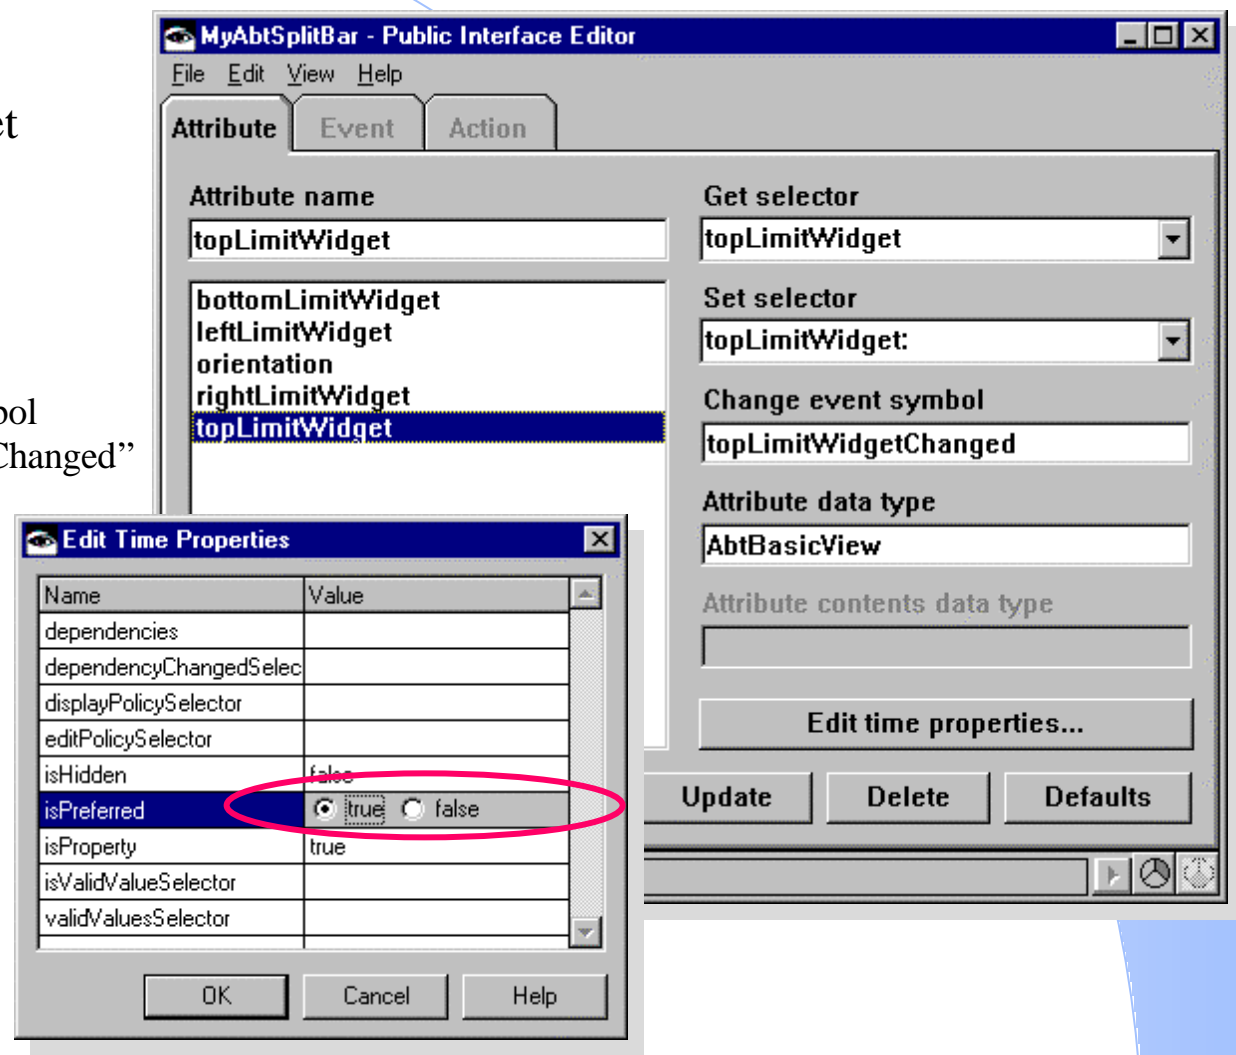 MyAbtSplitBar - Public Interface Editor
File Edit View Help
Attribute Event Action
Attribute name
topLimitWidget
bottomLimitWidget
leftLimitWidget
orientation
rightLimitWidget
topLimitWidget
Get selector
topLimitWidget
Set selector
topLimitWidget:
Change event symbol
topLimitWidgetChanged
Attribute data type
AbtBasicView
Attribute contents data type
Edit time properties...
Update Delete Defaults
Changed”
Edit Time Properties
Name Value
dependencies
dependencyChangedSelec
displayPolicySelector
editPolicySelector
isHidden false
isPreferred true false
isProperty true
isValidValueSelector
validValuesSelector
OK Cancel Help